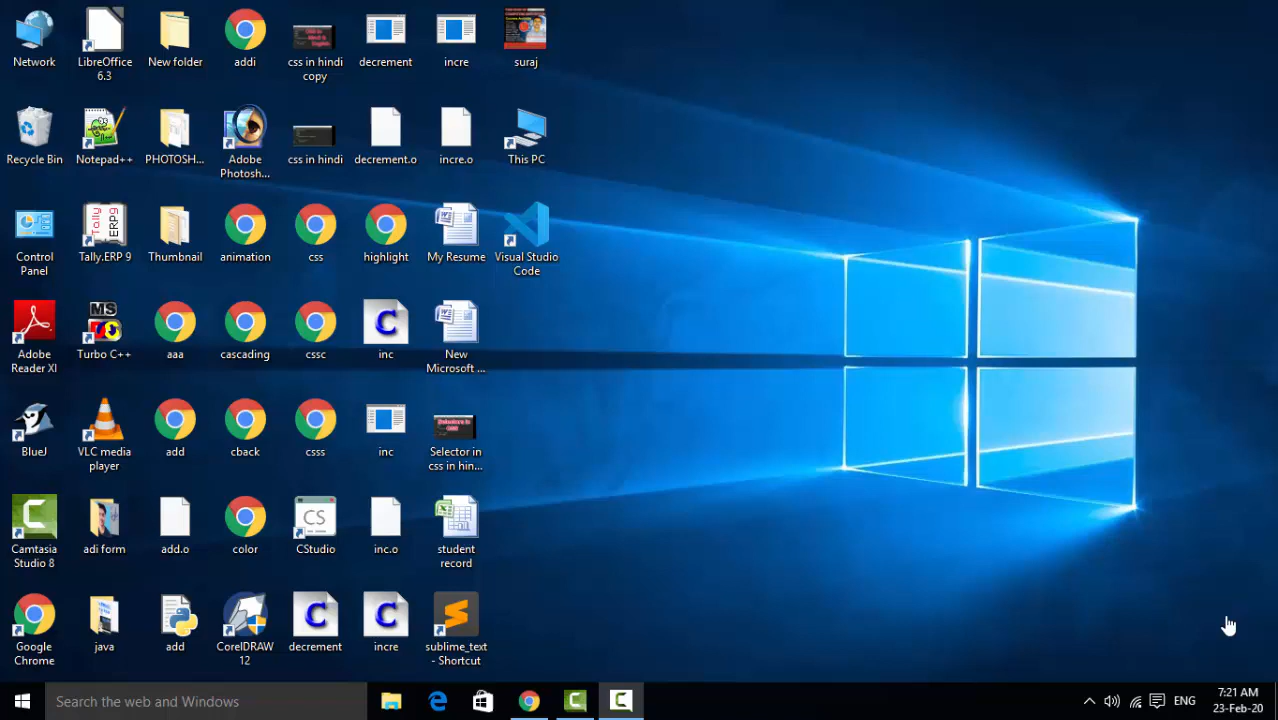 Network
LibreOffice
6.3
New folder
addi
css in hindi
copy
decrement
incre
suraj
Recycle Bin
Notepad++
PHOTOSH...
Adobe
Photosh...
css in hindi
decrement.o
incre.o
This PC
Control
Panel
Tally.ERP 9
Thumbnail
animation
css
highlight
My Resume
Visual Studio
Code
Adobe
Reader XI
MS
Turbo C++
aaa
cascading
cssc
C
inc
New
Microsoft ...
BlueJ
VLC media
player
add
cback
csss
inc
Selector in
css in hin...
Camtasia
Studio 8
adi form
add.o
color
CS
CStudio
inc.o
student
record
Google
Chrome
java
add
CorelDRAW
12
C
decrement
C
incre
sublime_text
- Shortcut
Search the web and Windows
ENG
7:21 AM
23-Feb-20